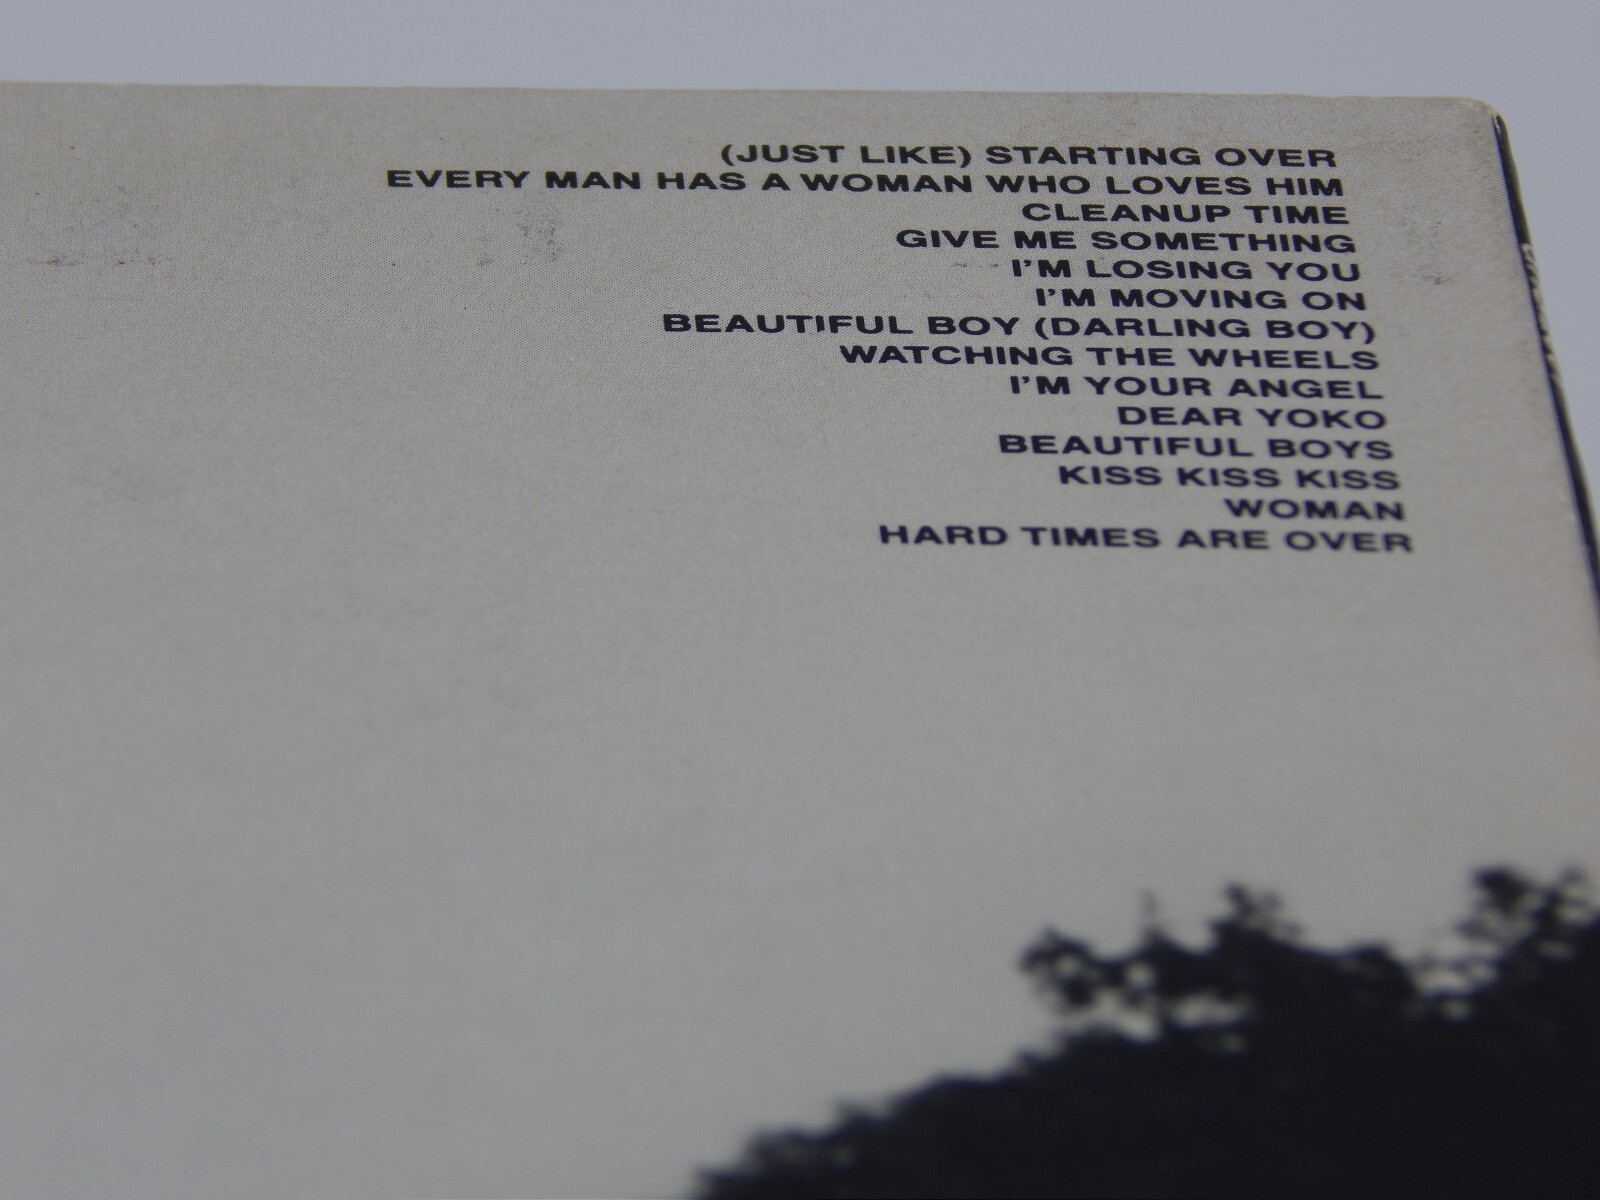 (JUST LIKE) STARTING OVER
EVERY MAN HAS A WOMAN WHO LOVES HIM
CLEANUP TIME
GIVE ME SOMETHING
I'M LOSING YOU
I'M MOVING ON
BEAUTIFUL BOY (DARLING BOY)
WATCHING THE WHEELS
I'M YOUR ANGEL
DEAR YOKO
BEAUTIFUL BOYS
KISS KISS KISS
WOMAN
HARD TIMES ARE OVER